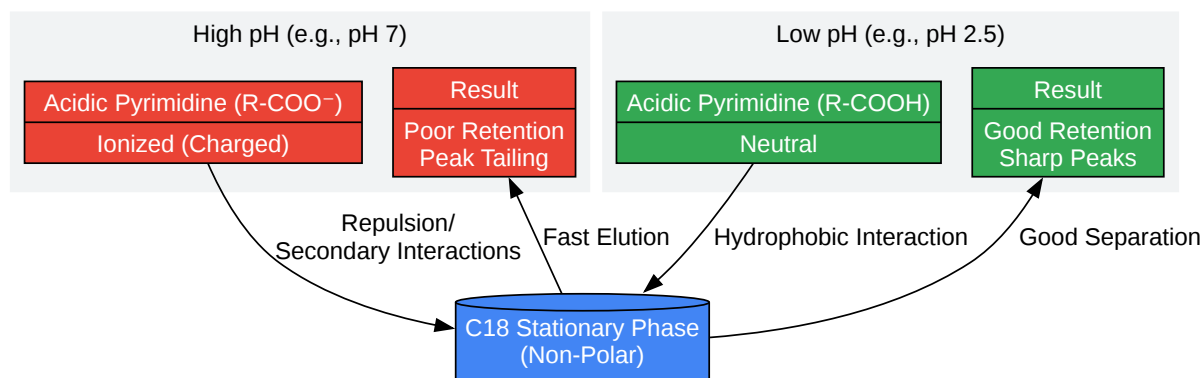 High pH (e.g., pH 7)
Acidic Pyrimidine (R-COO⁻)
Ionized (Charged)
Result
Poor Retention
Peak Tailing
Low pH (e.g., pH 2.5)
Acidic Pyrimidine (R-COOH)
Neutral
Result
Good Retention
Sharp Peaks
Repulsion/
Secondary Interactions
Fast Elution
Hydrophobic Interaction
Good Separation
C18 Stationary Phase
(Non-Polar)